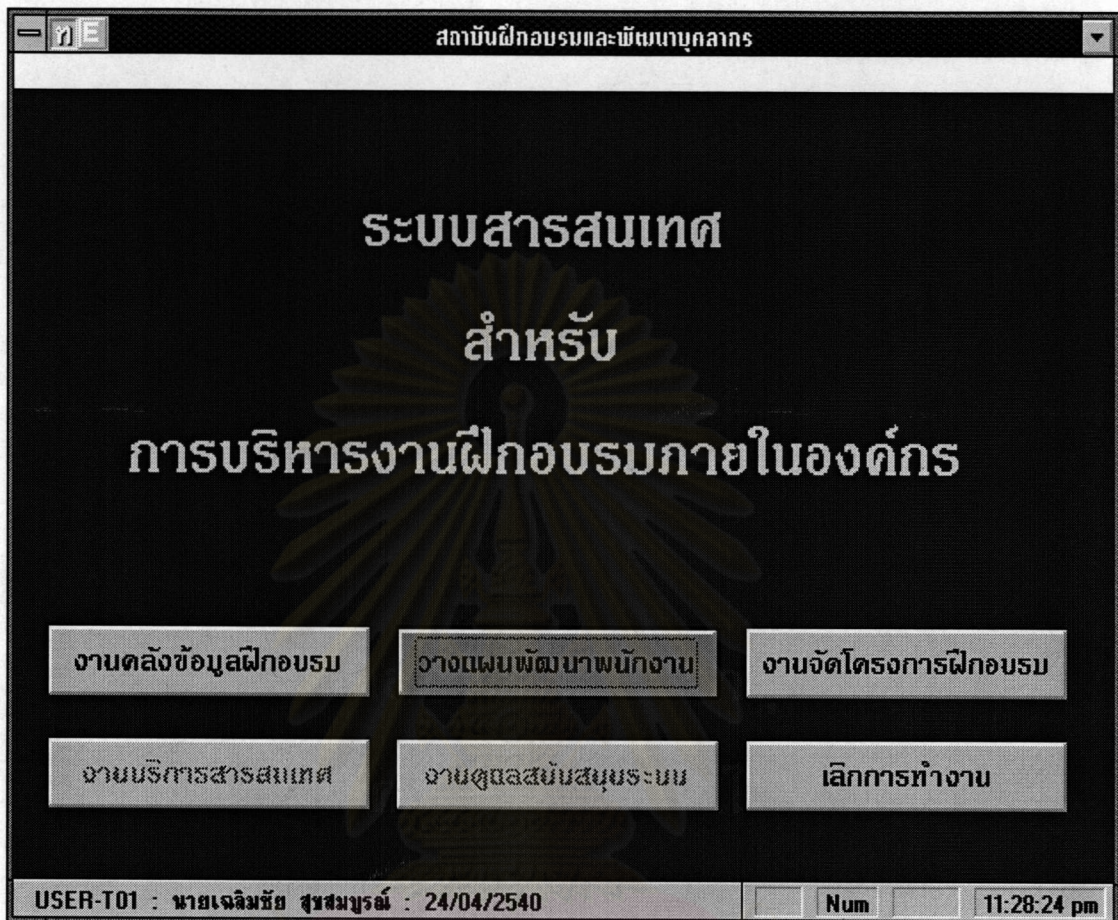 ท E สถาบันฝึกอบรมและพัฒนาบุคลากร
ระบบสารสนเทศ
สำหรับ
การบริหารงานฝึกอบรมภายในองค์กร
งานคลังข้อมูลฝึกอบรม วางแผนพัฒนาพนักงาน งานจัดโครงการฝึกอบรม
งานบริการสารสนเทศ งานดูแลสนับสนุนระบบ เลิกการทำงาน
USER-T01 : นายเฉลิมชัย สุขสมบูรณ์ : 24/04/2540 Num 11:28:24 pm